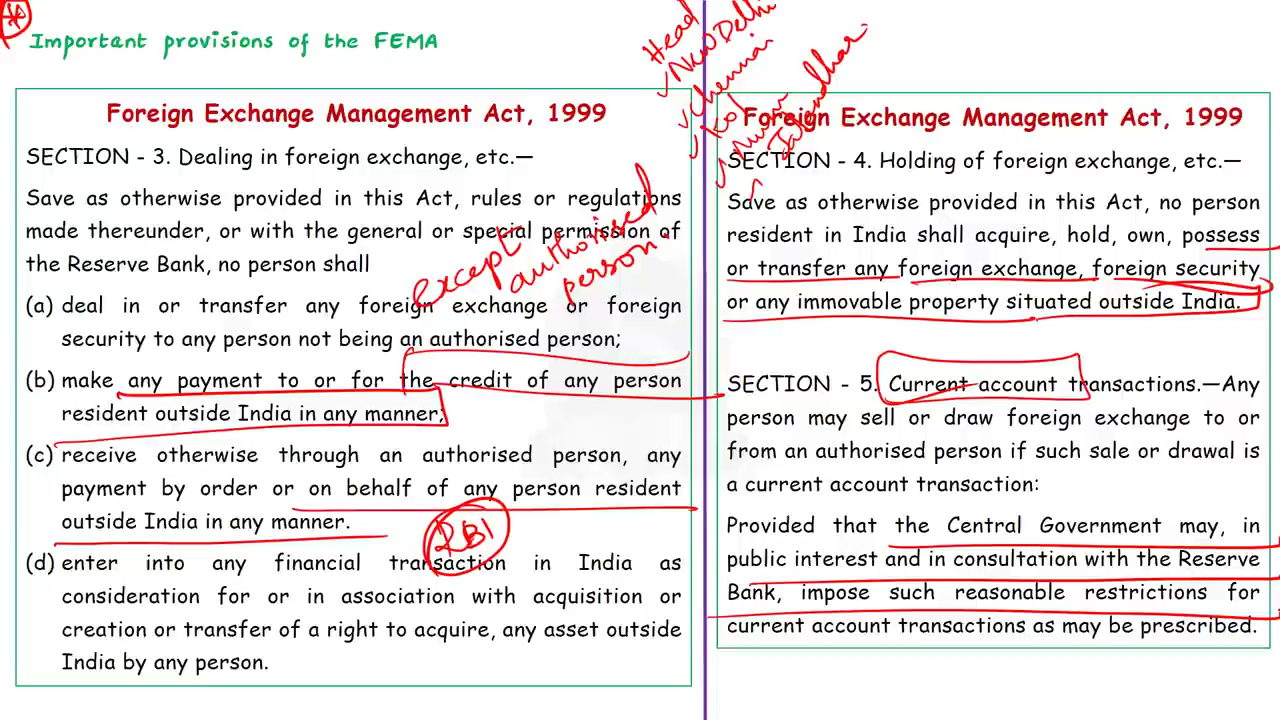 Important provisions of the FEMA
Foreign Exchange Management Act, 1999
SECTION - 3. Dealing in foreign exchange, etc.—
Save as otherwise provided in this Act, rules or regulations
made thereunder, or with the general or special permission of
the Reserve Bank, no person shall
(a) deal in or transfer any foreign exchange or foreign
security to any person not being an authorised person;
(b) make any payment to or for the credit of any person
resident outside India in any manner;
(c) receive otherwise through an authorised person, any
payment by order or on behalf of any person resident
outside India in any manner.
(d) enter into any financial transaction in India as
consideration for or in association with acquisition or
creation or transfer of a right to acquire, any asset outside
India by any person.
except
authorised
person.
RBI
Head
New Delhi
Chennai
Kol
Mum
Jalandhar
Foreign Exchange Management Act, 1999
SECTION - 4. Holding of foreign exchange, etc.—
Save as otherwise provided in this Act, no person
resident in India shall acquire, hold, own, possess
or transfer any foreign exchange, foreign security
or any immovable property situated outside India.
SECTION - 5. Current account transactions.—Any
person may sell or draw foreign exchange to or
from an authorised person if such sale or drawal is
a current account transaction:
Provided that the Central Government may, in
public interest and in consultation with the Reserve
Bank, impose such reasonable restrictions for
current account transactions as may be prescribed.